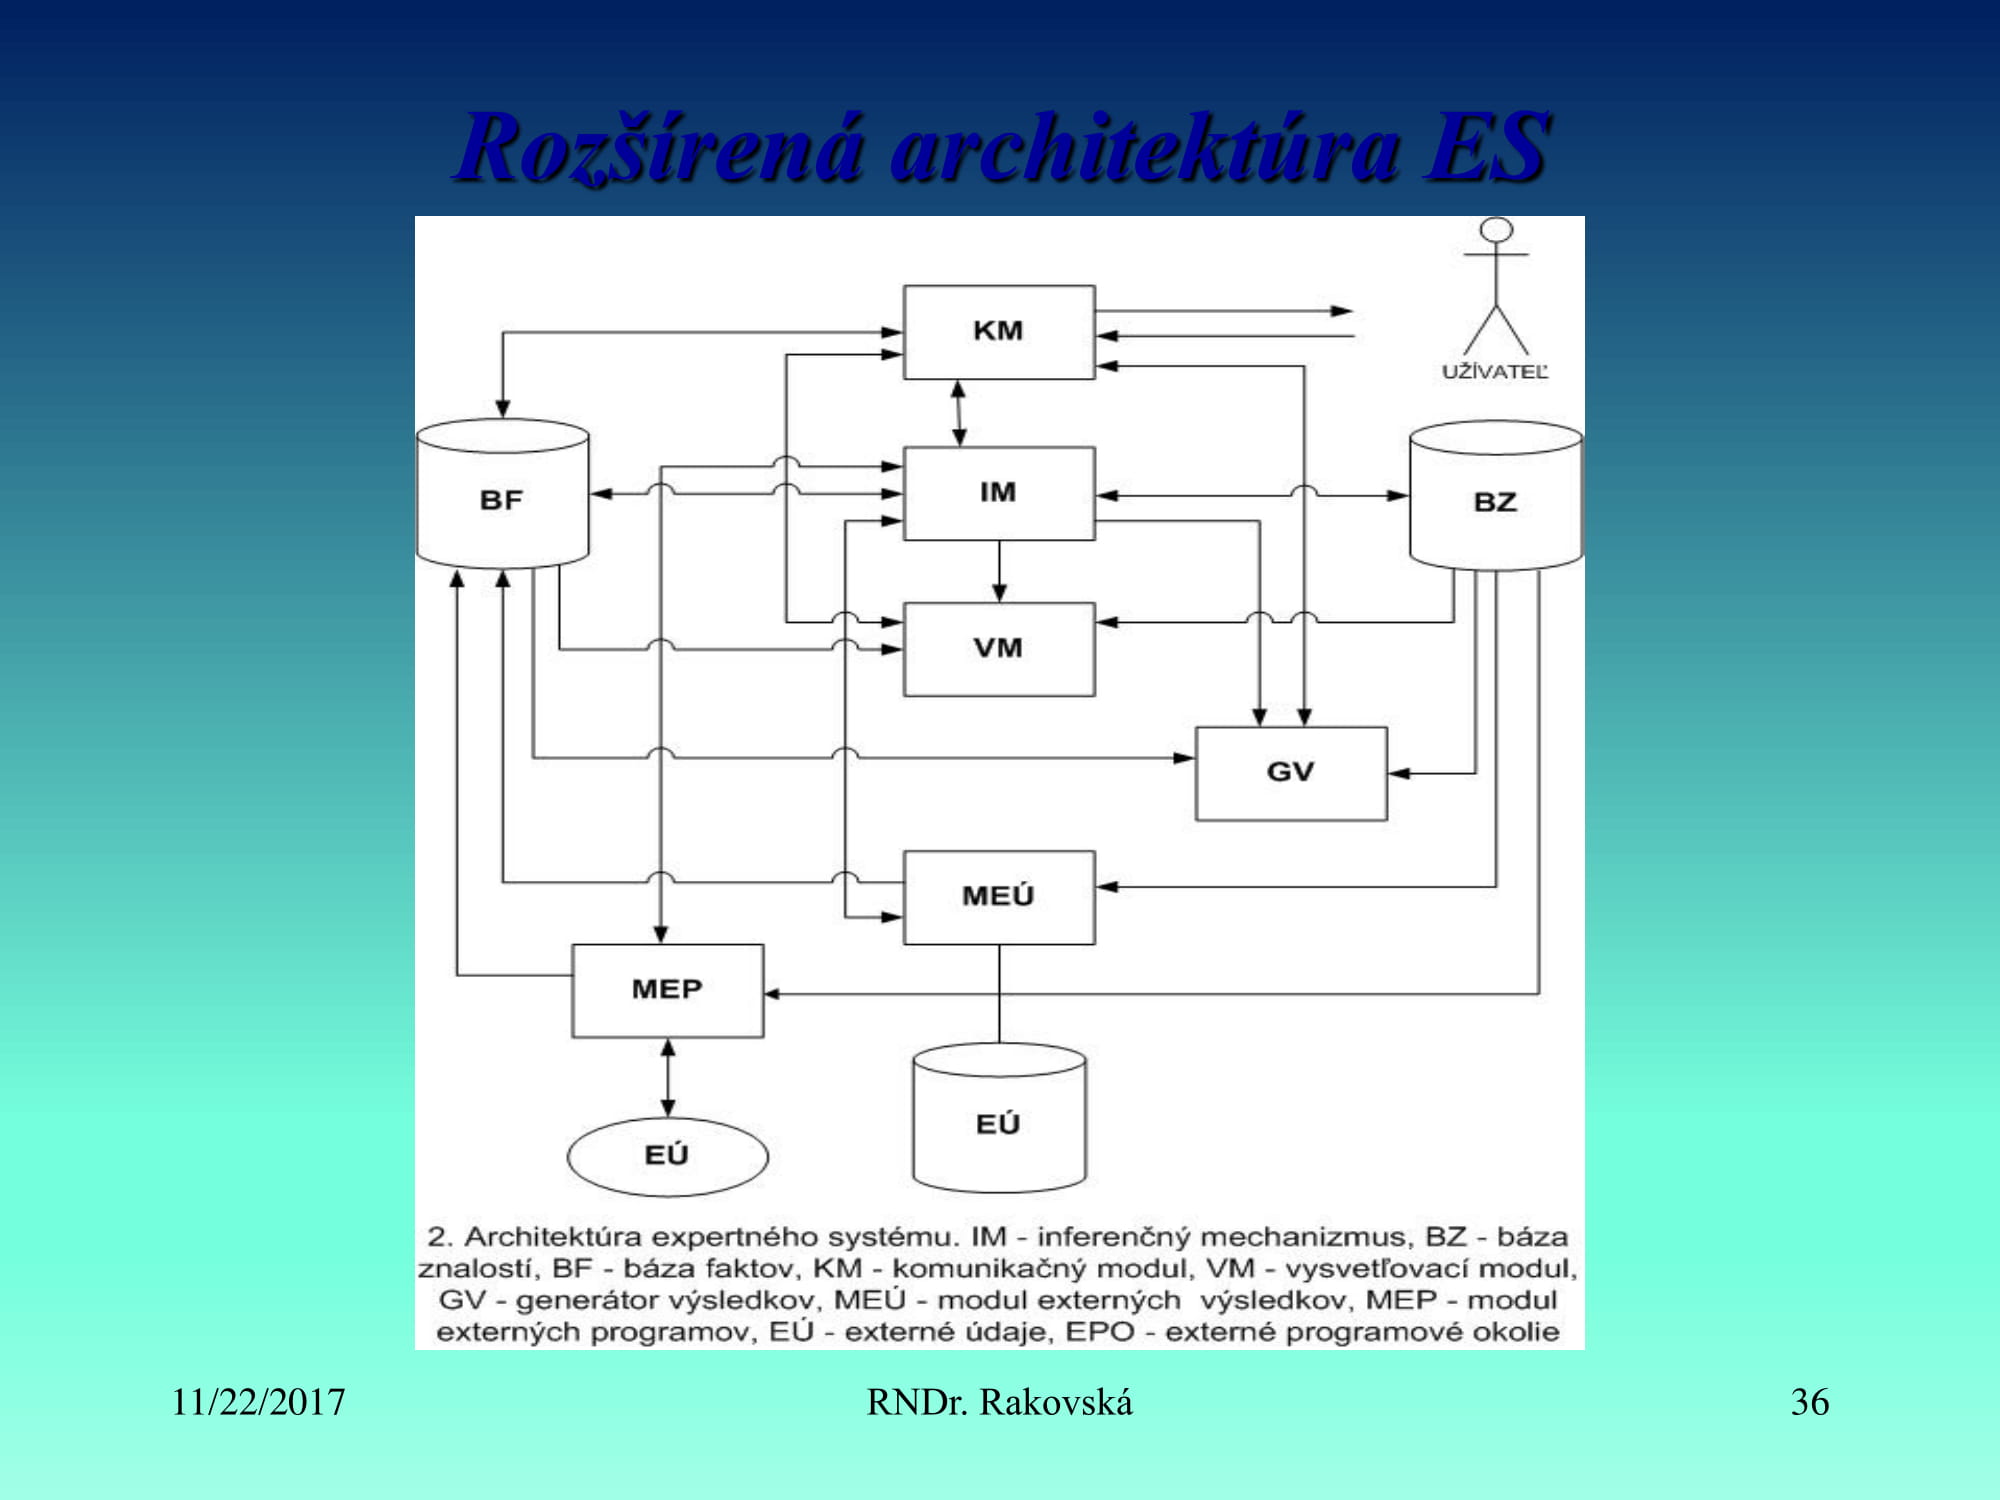 Rozšírená architektúra ES
KM
UŽÍVATEĽ
BF
IM
BZ
VM
GV
MEÚ
MEP
EÚ
EÚ
2. Architektúra expertného systému. IM - inferenčný mechanizmus, BZ - báza
znalostí, BF - báza faktov, KM - komunikačný modul, VM - vysvetľovací modul,
GV - generátor výsledkov, MEÚ - modul externých výsledkov, MEP - modul
externých programov, EÚ - externé údaje, EPO - externé programové okolie
11/22/2017
RNDr. Rakovská
36